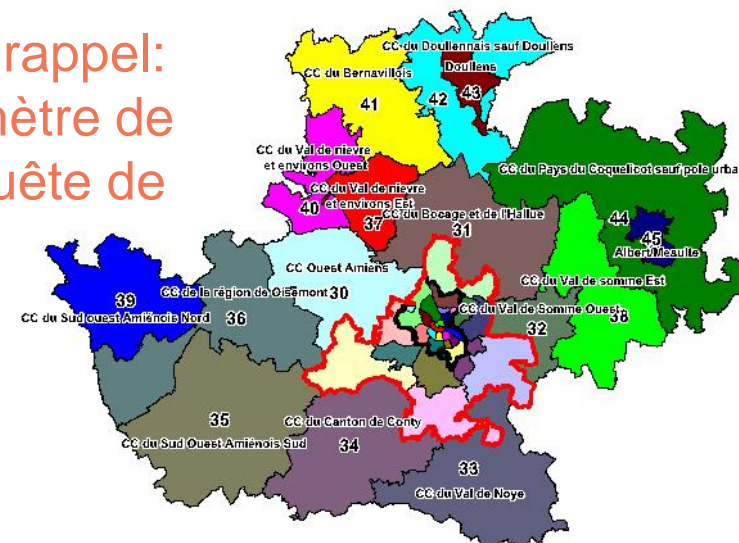 rappel:
nètre de
uête de
CC du Doullennais sauf Doullens
Doullens
CC du Bernavillois
41
42
43
CC du Val de nievre
et environs Ouest
CC du Pays du Coquelicot sauf pole urba
CC du Val de nievre
et environs Est
40
37
CC du Bocage et de l'Hallue
31
44
45
Albert/Meaulte
CC Ouest Amiens
30
CC du Val de somme Est
39
CC de la région de Oisemont
36
CC du Sud ouest Amiénois Nord
CC du Val de Somme Ouest
32
38
35
CC du Canton de Conty
CC du Sud Ouest Amiénois Sud
34
33
CC du Val de Noye